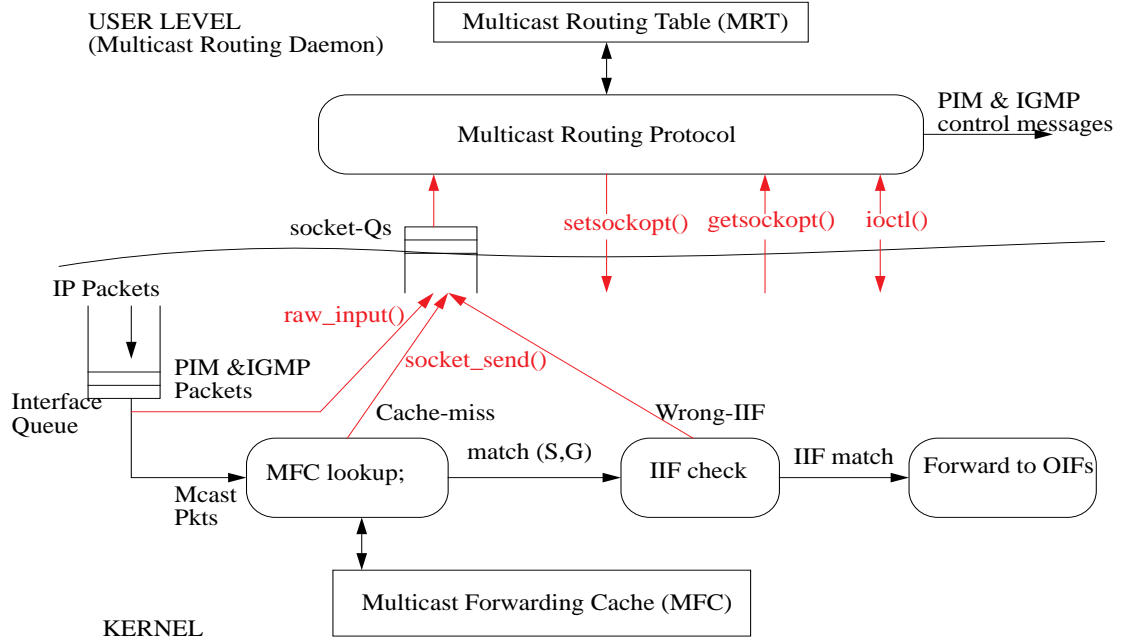 USER LEVEL
(Multicast Routing Daemon)
Multicast Routing Table (MRT)
Multicast Routing Protocol
PIM & IGMP
control messages
socket-Qs
setsockopt()
getsockopt()
ioctl()
IP Packets
raw_input()
socket_send()
PIM &IGMP
Packets
Interface
Queue
Cache-miss
Wrong-IIF
MFC lookup;
match (S,G)
IIF check
IIF match
Forward to OIFs
Mcast
Pkts
Multicast Forwarding Cache (MFC)
KERNEL